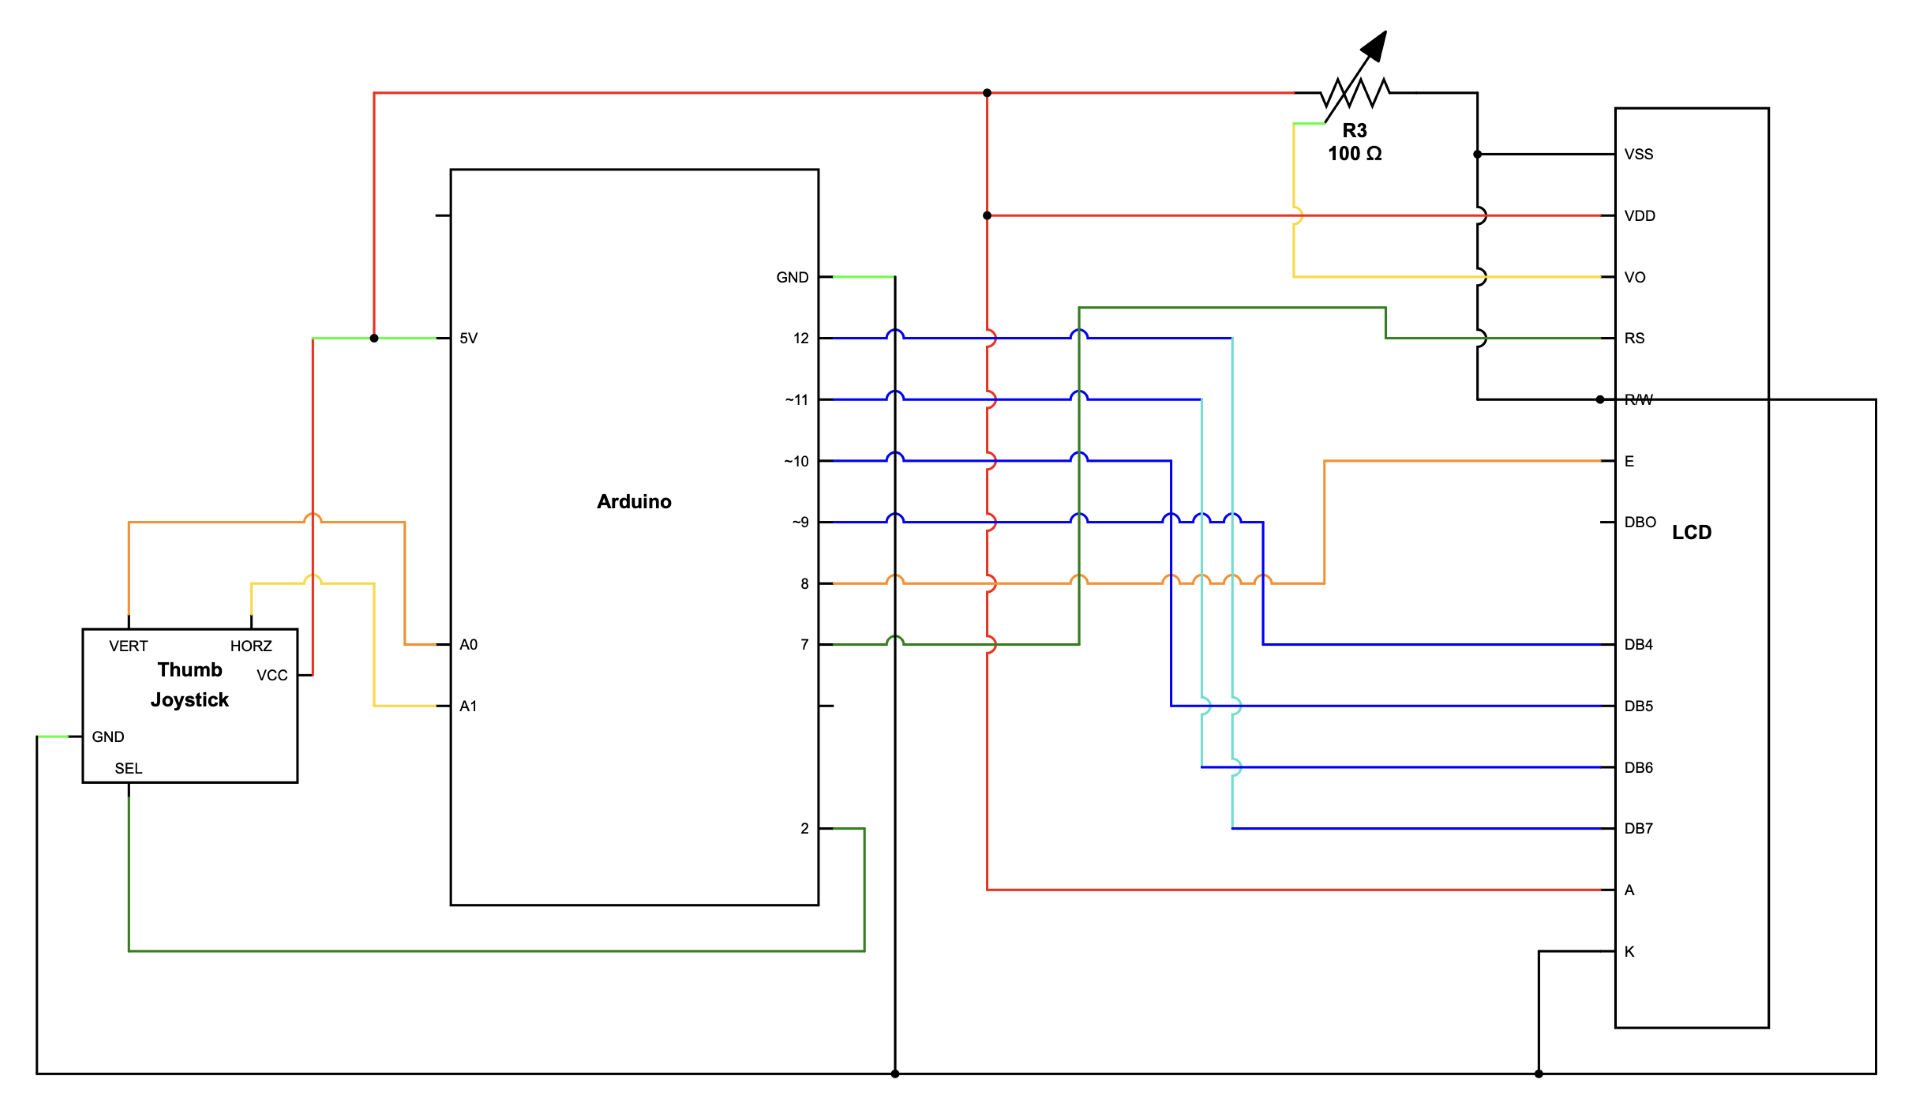 R3
100 Ω
VSS
VDD
GND
VO
5V
12
RS
~11
R/W
~10
E
Arduino
~9
DBO
LCD
8
VERT
HORZ
A0
7
DB4
Thumb
Joystick
VCC
A1
DB5
GND
SEL
DB6
2
DB7
A
K